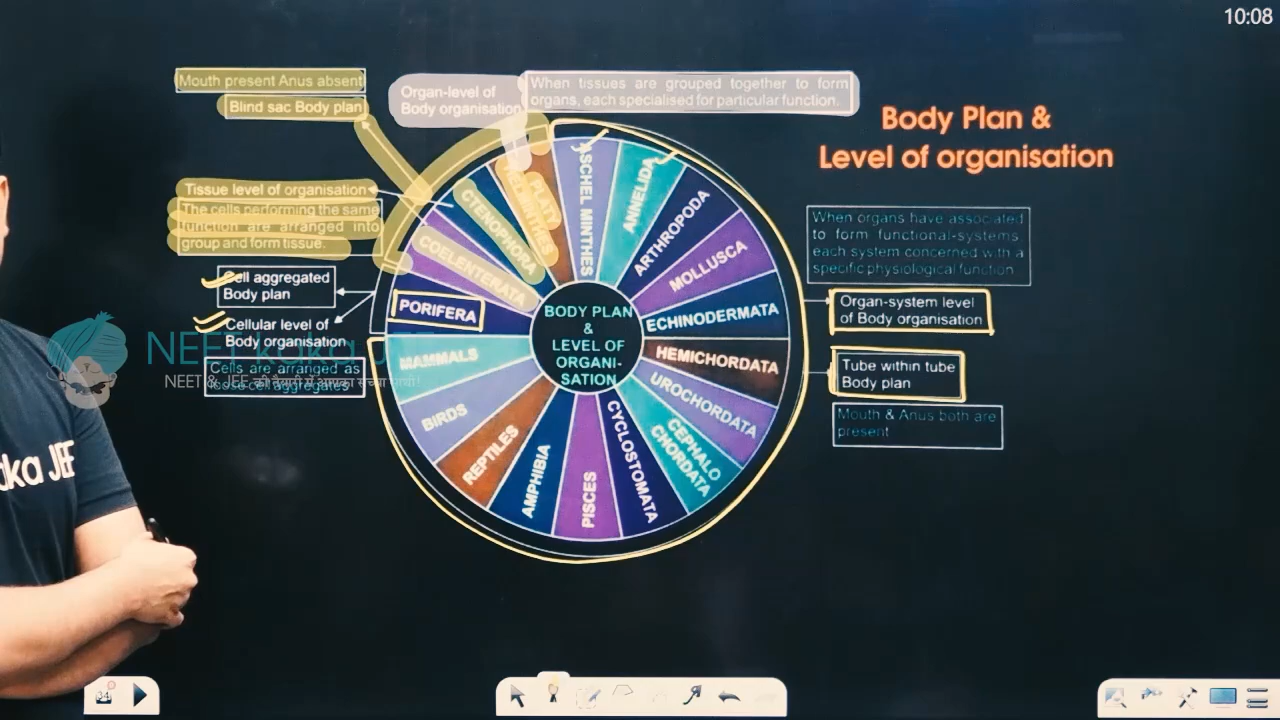 10:08
Mouth present Anus absent
Blind sac Body plan
Organ-level of
Body organisation
When tissues are grouped together to form
organs, each specialised for particular function.
Body Plan &
Level of organisation
Tissue level of organisation
The cells performing the same
function are arranged into
group and form tissue.
Cell aggregated
Body plan
Cellular level of
Body organisation
Cells are arranged as
loose cell aggregates
When organs have associated
to form functional-systems
each system concerned with a
specific physiological function
Organ-system level
of Body organisation
Tube within tube
Body plan
Mouth & Anus both are
present
BODY PLAN
&
LEVEL OF
ORGANI-
SATION
PORIFERA
COELENTERATA
CTENOPHORA
PLATY
HELMINTHES
ASCHEL MINTHES
ANNELIDA
ARTHROPODA
MOLLUSCA
ECHINODERMATA
HEMICHORDATA
UROCHORDATA
CEPHALO
CHORDATA
CYCLOSTOMATA
PISCES
AMPHIBIA
REPTILES
BIRDS
MAMMALS
NEET kaka JEE
NEET & JEE की तैयारी में आपका सच्चा साथी!
aka JEE
34